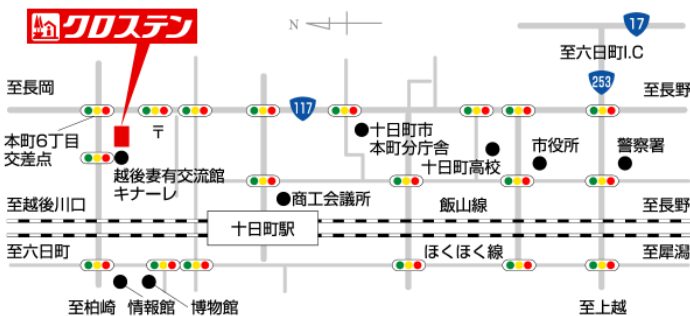 クロステン
N
17
至六日町I.C
253
至長岡
117
至長野
〒
本町6丁目
交差点
十日町市
本町分庁舎
十日町高校
市役所
警察署
越後妻有交流館
キナーレ
商工会議所
至越後川口
飯山線
至長野
十日町駅
至六日町
ほくほく線
至犀潟
至柏崎
情報館
博物館
至上越